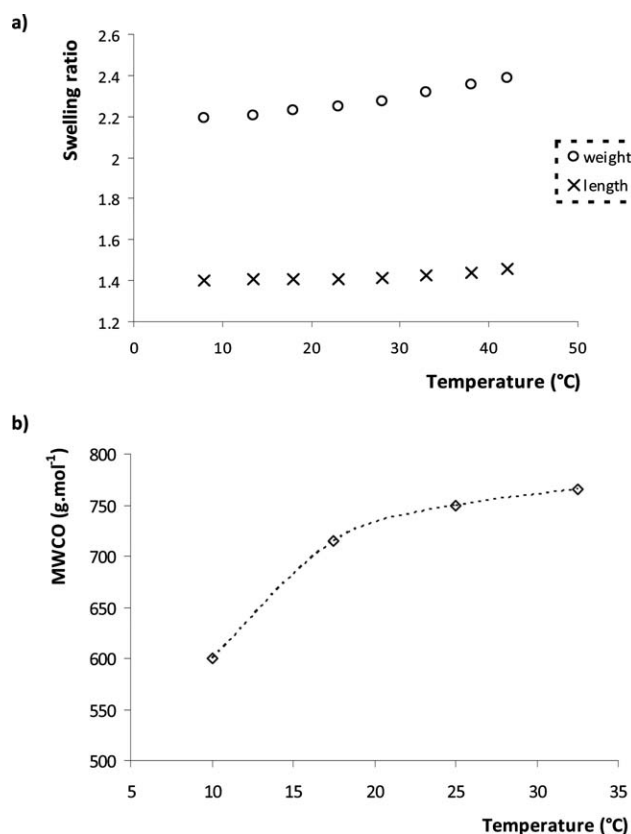 a)
Swelling ratio
2.6
2.4
2.2
2
1.8
1.6
1.4
1.2
0 10 20 30 40 50
Temperature (°C)
weight
length
b)
MWCO (g.mol⁻¹)
800
750
700
650
600
550
500
5 10 15 20 25 30 35
Temperature (°C)